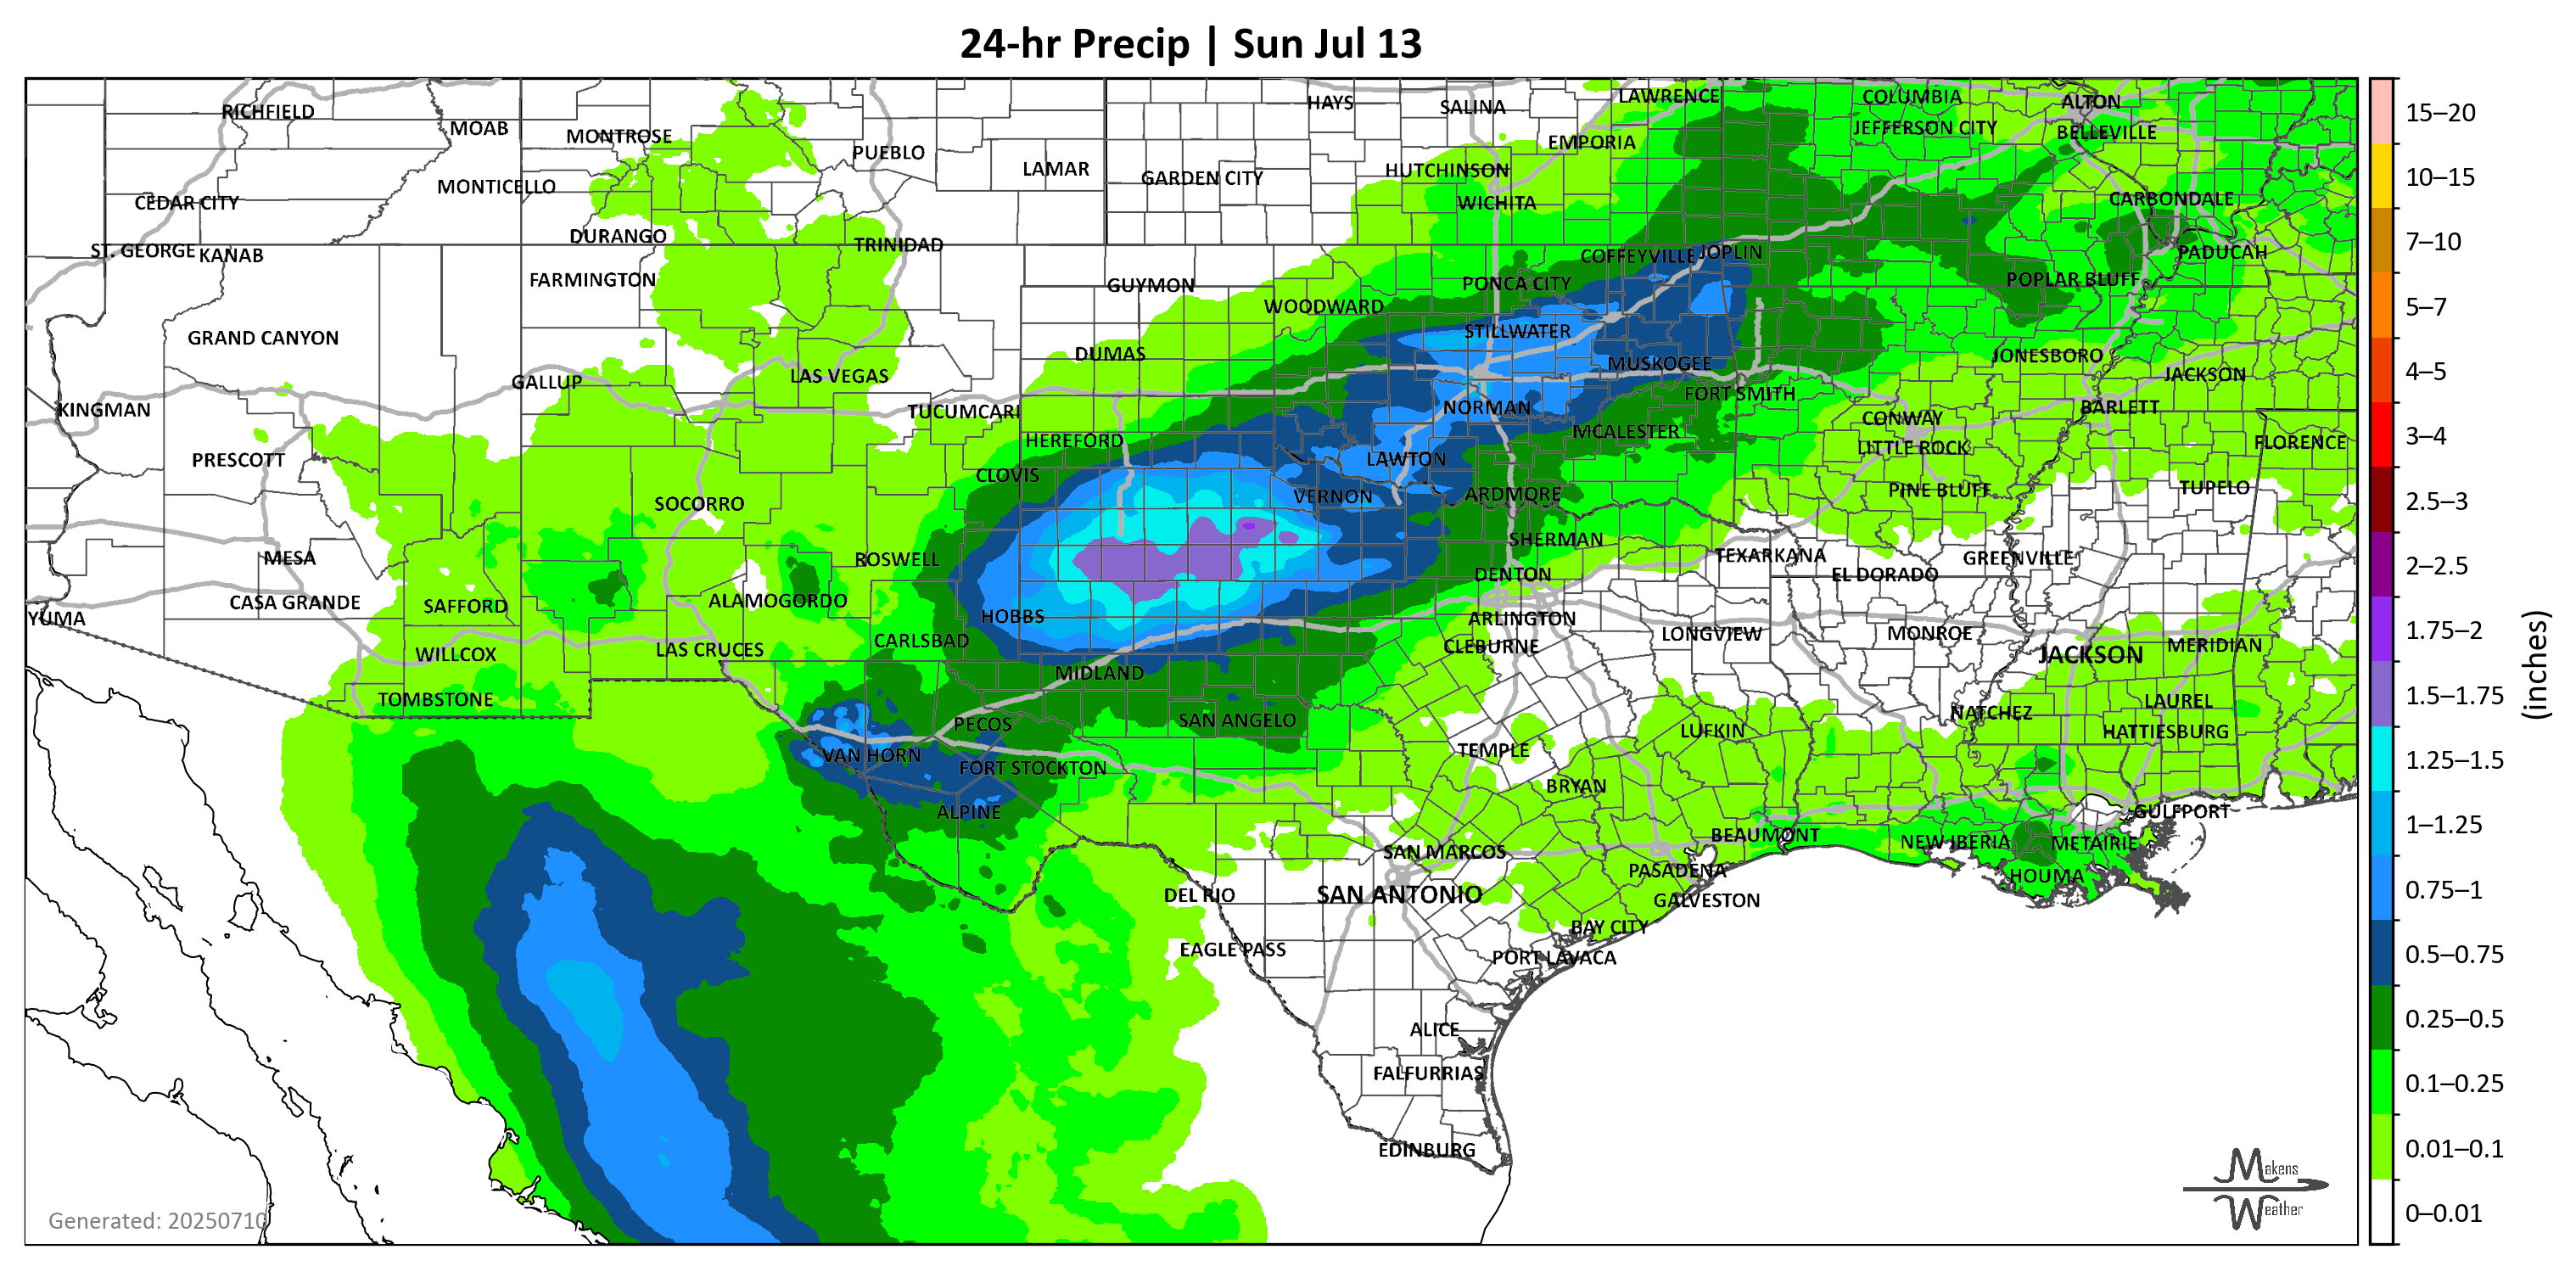 24-hr Precip | Sun Jul 13
RICHFIELD
MOAB
MONTROSE
PUEBLO
LAMAR
HAYS
SALINA
LAWRENCE
COLUMBIA
ALTON
GARDEN CITY
HUTCHINSON
EMPORIA
JEFFERSON CITY
BELLEVILLE
CEDAR CITY
MONTICELLO
WICHITA
CARBONDALE
ST. GEORGE
KANAB
DURANGO
TRINIDAD
COFFEYVILLE
JOPLIN
PADUCAH
FARMINGTON
GUYMON
PONCA CITY
POPLAR BLUFF
WOODWARD
GRAND CANYON
DUMAS
STILLWATER
MUSKOGEE
JONESBORO
JACKSON
GALLUP
LAS VEGAS
FORT SMITH
KINGMAN
TUCUMCARI
NORMAN
CONWAY
BARLETT
PRESCOTT
HEREFORD
MCALESTER
LITTLE ROCK
FLORENCE
CLOVIS
LAWTON
SOCORRO
VERNON
ARDMORE
PINE BLUFF
TUPELO
MESA
ROSWELL
SHERMAN
TEXARKANA
GREENVILLE
DENTON
EL DORADO
YUMA
CASA GRANDE
SAFFORD
ALAMOGORDO
HOBBS
ARLINGTON
WILLCOX
LAS CRUCES
CARLSBAD
CLEBURNE
LONGVIEW
MONROE
JACKSON
MERIDIAN
TOMBSTONE
MIDLAND
PECOS
SAN ANGELO
NATCHEZ
LAUREL
VAN HORN
FORT STOCKTON
TEMPLE
LUFKIN
HATTIESBURG
ALPINE
BRYAN
GULFPORT
SAN MARCOS
BEAUMONT
NEW IBERIA
METAIRIE
DEL RIO
SAN ANTONIO
PASADENA
GALVESTON
HOUMA
EAGLE PASS
BAY CITY
PORT LAVACA
ALICE
FALFURRIAS
EDINBURG
Generated: 20250710
Makens
Weather
15–20
10–15
7–10
5–7
4–5
3–4
2.5–3
2–2.5
1.75–2
1.5–1.75
1.25–1.5
1–1.25
0.75–1
0.5–0.75
0.25–0.5
0.1–0.25
0.01–0.1
0–0.01
(inches)